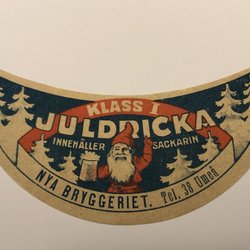 KLASS I
JULDRICKA
INNEHÅLLER SACKARIN
NYA BRYGGERIET. Tel. 38 Umeå